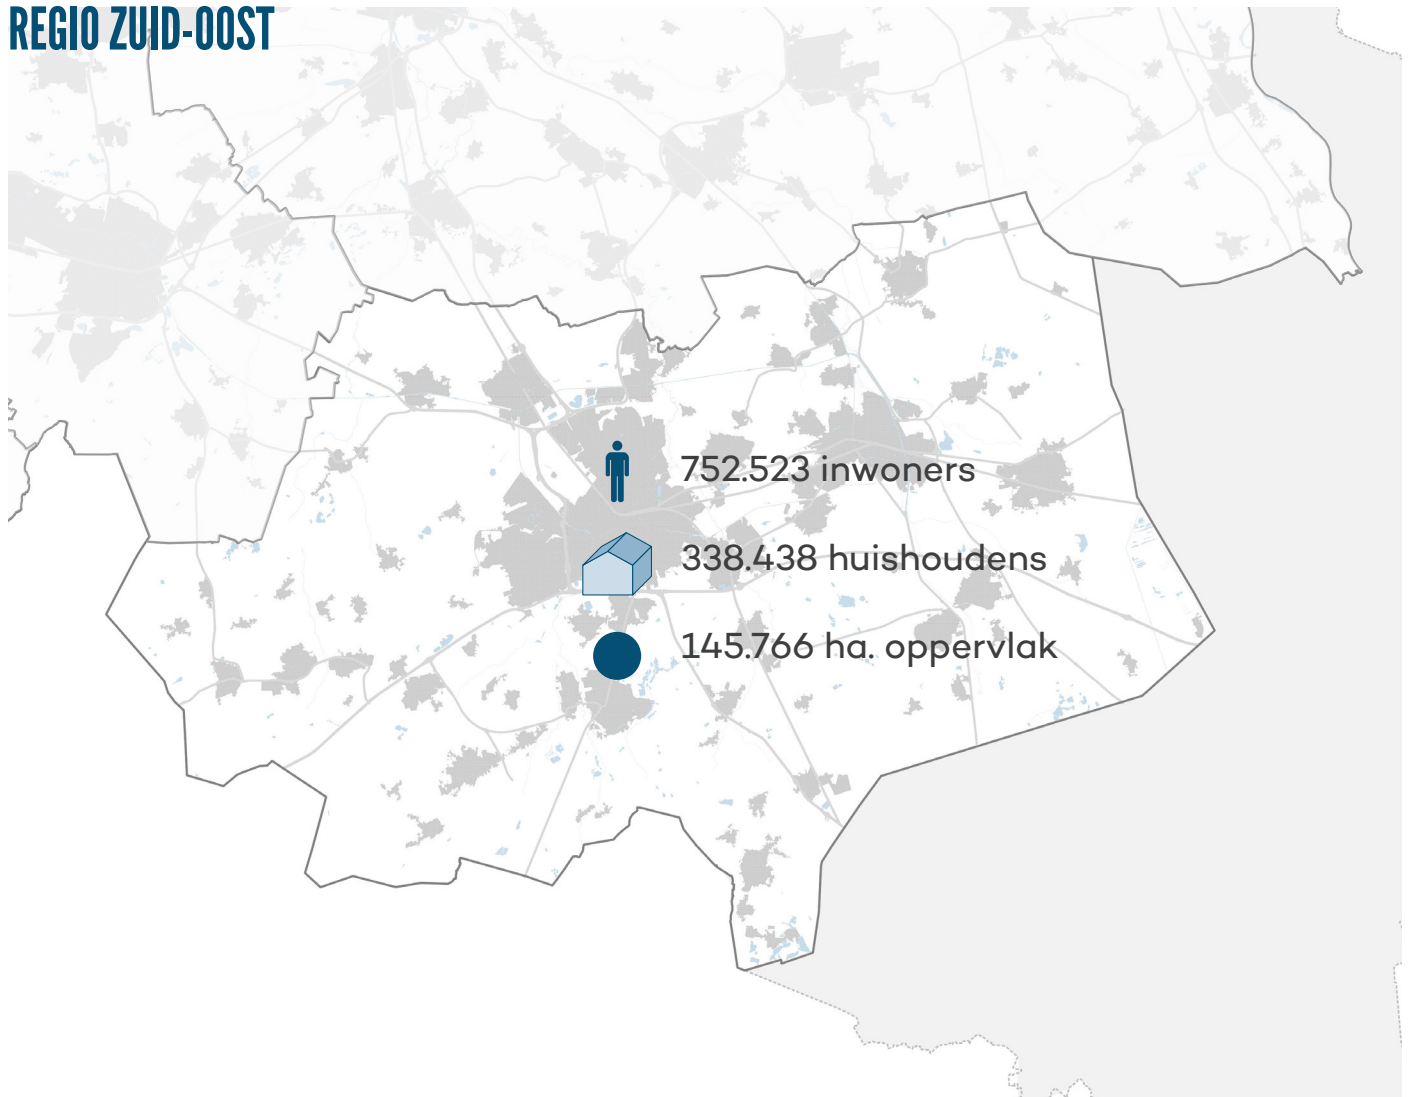 REGIO ZUID-OOST
752.523 inwoners
338.438 huishoudens
145.766 ha. oppervlak